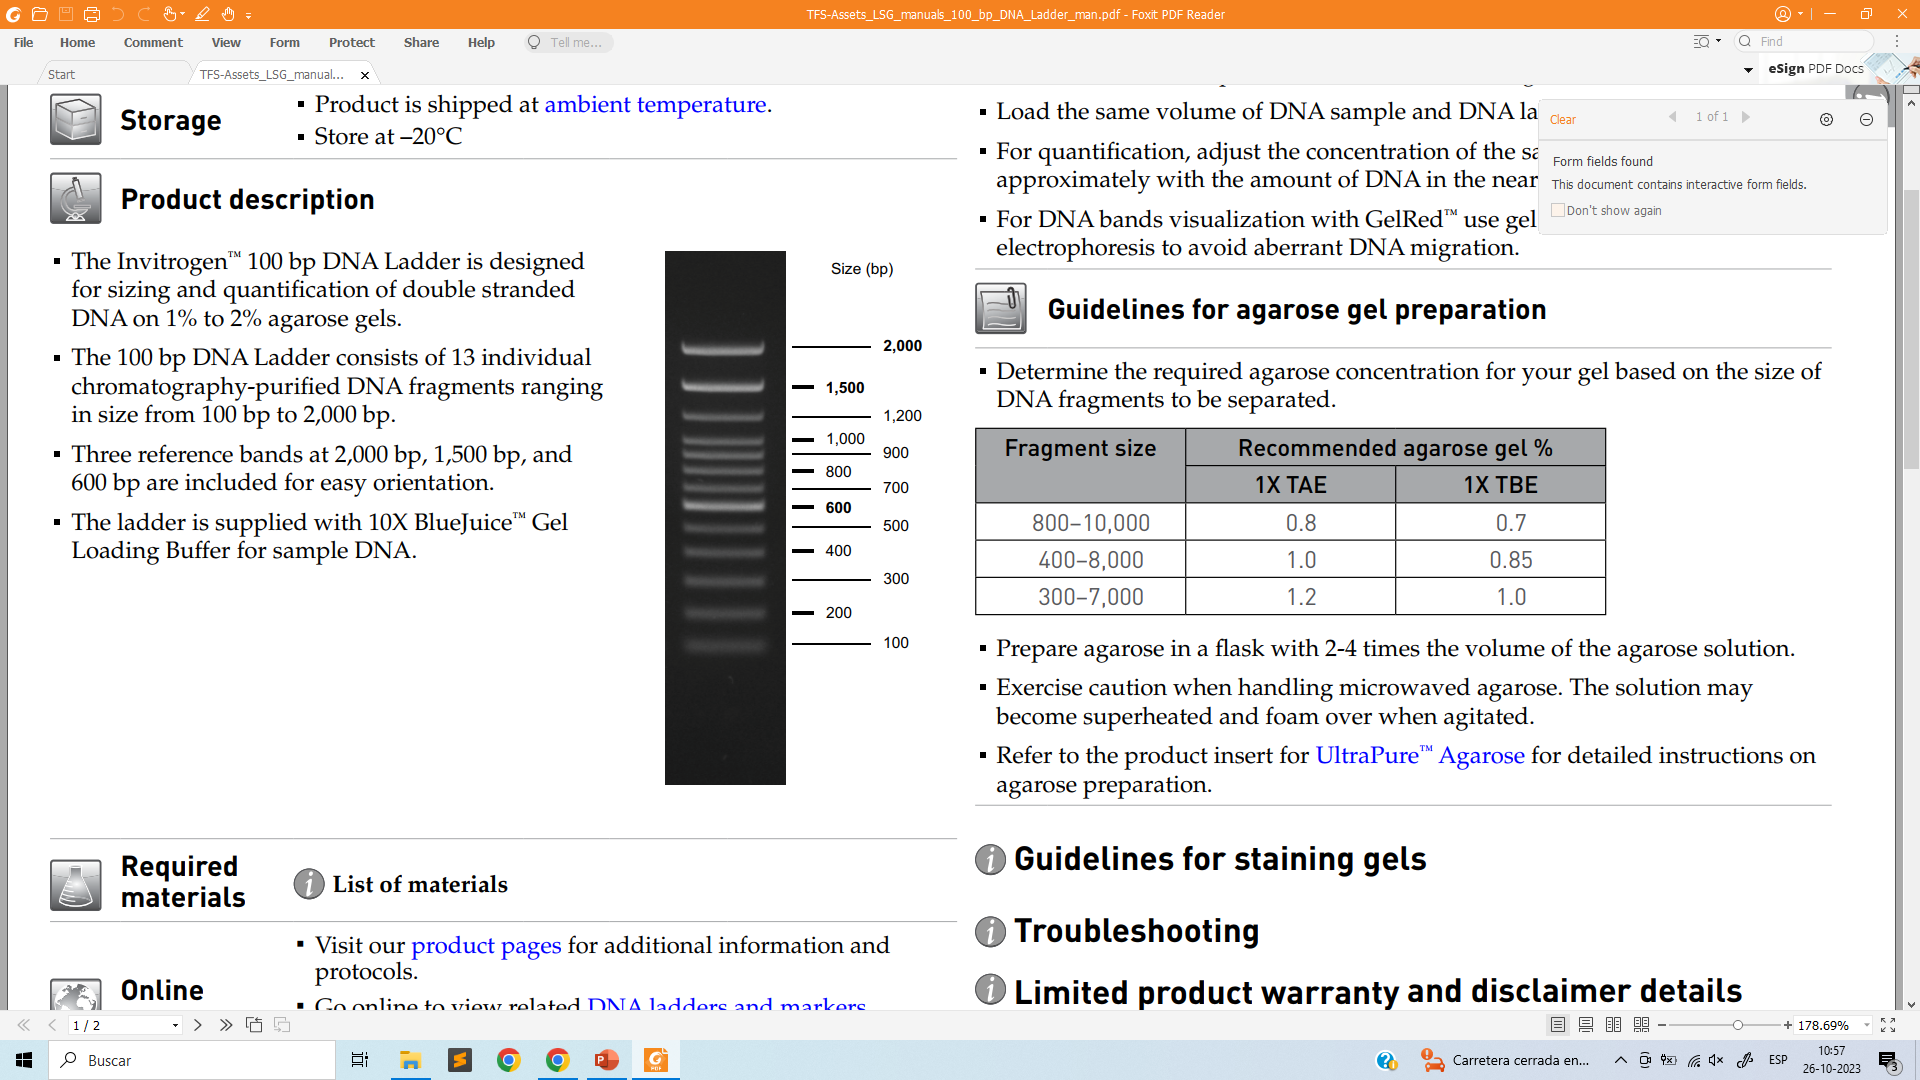 TFS-Assets_LSG_manuals_100_bp_DNA_Ladder_man.pdf - Foxit PDF Reader
File Home Comment View Form Protect Share Help Tell me... Find
Start TFS-Assets_LSG_manual... eSign PDF Docs
Storage
▪ Product is shipped at ambient temperature.
▪ Store at –20°C
Product description
▪ The Invitrogen™ 100 bp DNA Ladder is designed
for sizing and quantification of double stranded
DNA on 1% to 2% agarose gels.
▪ The 100 bp DNA Ladder consists of 13 individual
chromatography-purified DNA fragments ranging
in size from 100 bp to 2,000 bp.
▪ Three reference bands at 2,000 bp, 1,500 bp, and
600 bp are included for easy orientation.
▪ The ladder is supplied with 10X BlueJuice™ Gel
Loading Buffer for sample DNA.
Size (bp)
2,000
1,500
1,200
1,000
900
800
700
600
500
400
300
200
100
Required
materials
List of materials
Online
▪ Visit our product pages for additional information and
protocols.
▪ Go online to view related DNA ladders and markers
▪ Load the same volume of DNA sample and DNA la
▪ For quantification, adjust the concentration of the sa
approximately with the amount of DNA in the near
▪ For DNA bands visualization with GelRed™ use gel
electrophoresis to avoid aberrant DNA migration.
Clear 1 of 1
Form fields found
This document contains interactive form fields.
Don't show again
Guidelines for agarose gel preparation
▪ Determine the required agarose concentration for your gel based on the size of
DNA fragments to be separated.
Fragment size Recommended agarose gel %
1X TAE 1X TBE
800–10,000 0.8 0.7
400–8,000 1.0 0.85
300–7,000 1.2 1.0
▪ Prepare agarose in a flask with 2-4 times the volume of the agarose solution.
▪ Exercise caution when handling microwaved agarose. The solution may
become superheated and foam over when agitated.
▪ Refer to the product insert for UltraPure™ Agarose for detailed instructions on
agarose preparation.
Guidelines for staining gels
Troubleshooting
Limited product warranty and disclaimer details
1 / 2 178.69%
Buscar Carretera cerrada en... ESP 10:57
26-10-2023 3